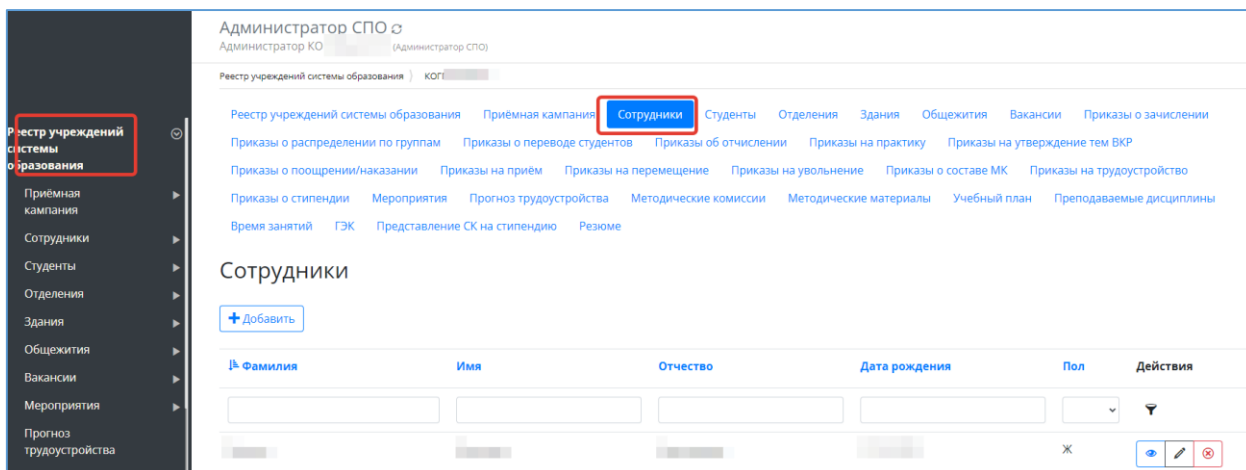 Администратор СПО
Администратор КО (Администратор СПО)
Реестр учреждений системы образования КОГ
Реестр учреждений системы образования Приёмная кампания Сотрудники Студенты Отделения Здания Общежития Вакансии Приказы о зачислении
Приказы о распределении по группам Приказы о переводе студентов Приказы об отчислении Приказы на практику Приказы на утверждение тем ВКР
Приказы о поощрении/наказании Приказы на приём Приказы на перемещение Приказы на увольнение Приказы о составе МК Приказы на трудоустройство
Приказы о стипендии Мероприятия Прогноз трудоустройства Методические комиссии Методические материалы Учебный план Преподаваемые дисциплины
Время занятий ГЭК Представление СК на стипендию Резюме
Реестр учреждений
системы
образования
Приёмная
кампания
Сотрудники
Студенты
Отделения
Здания
Общежития
Вакансии
Мероприятия
Прогноз
трудоустройства
Сотрудники
Добавить
Фамилия Имя Отчество Дата рождения Пол Действия
Ж